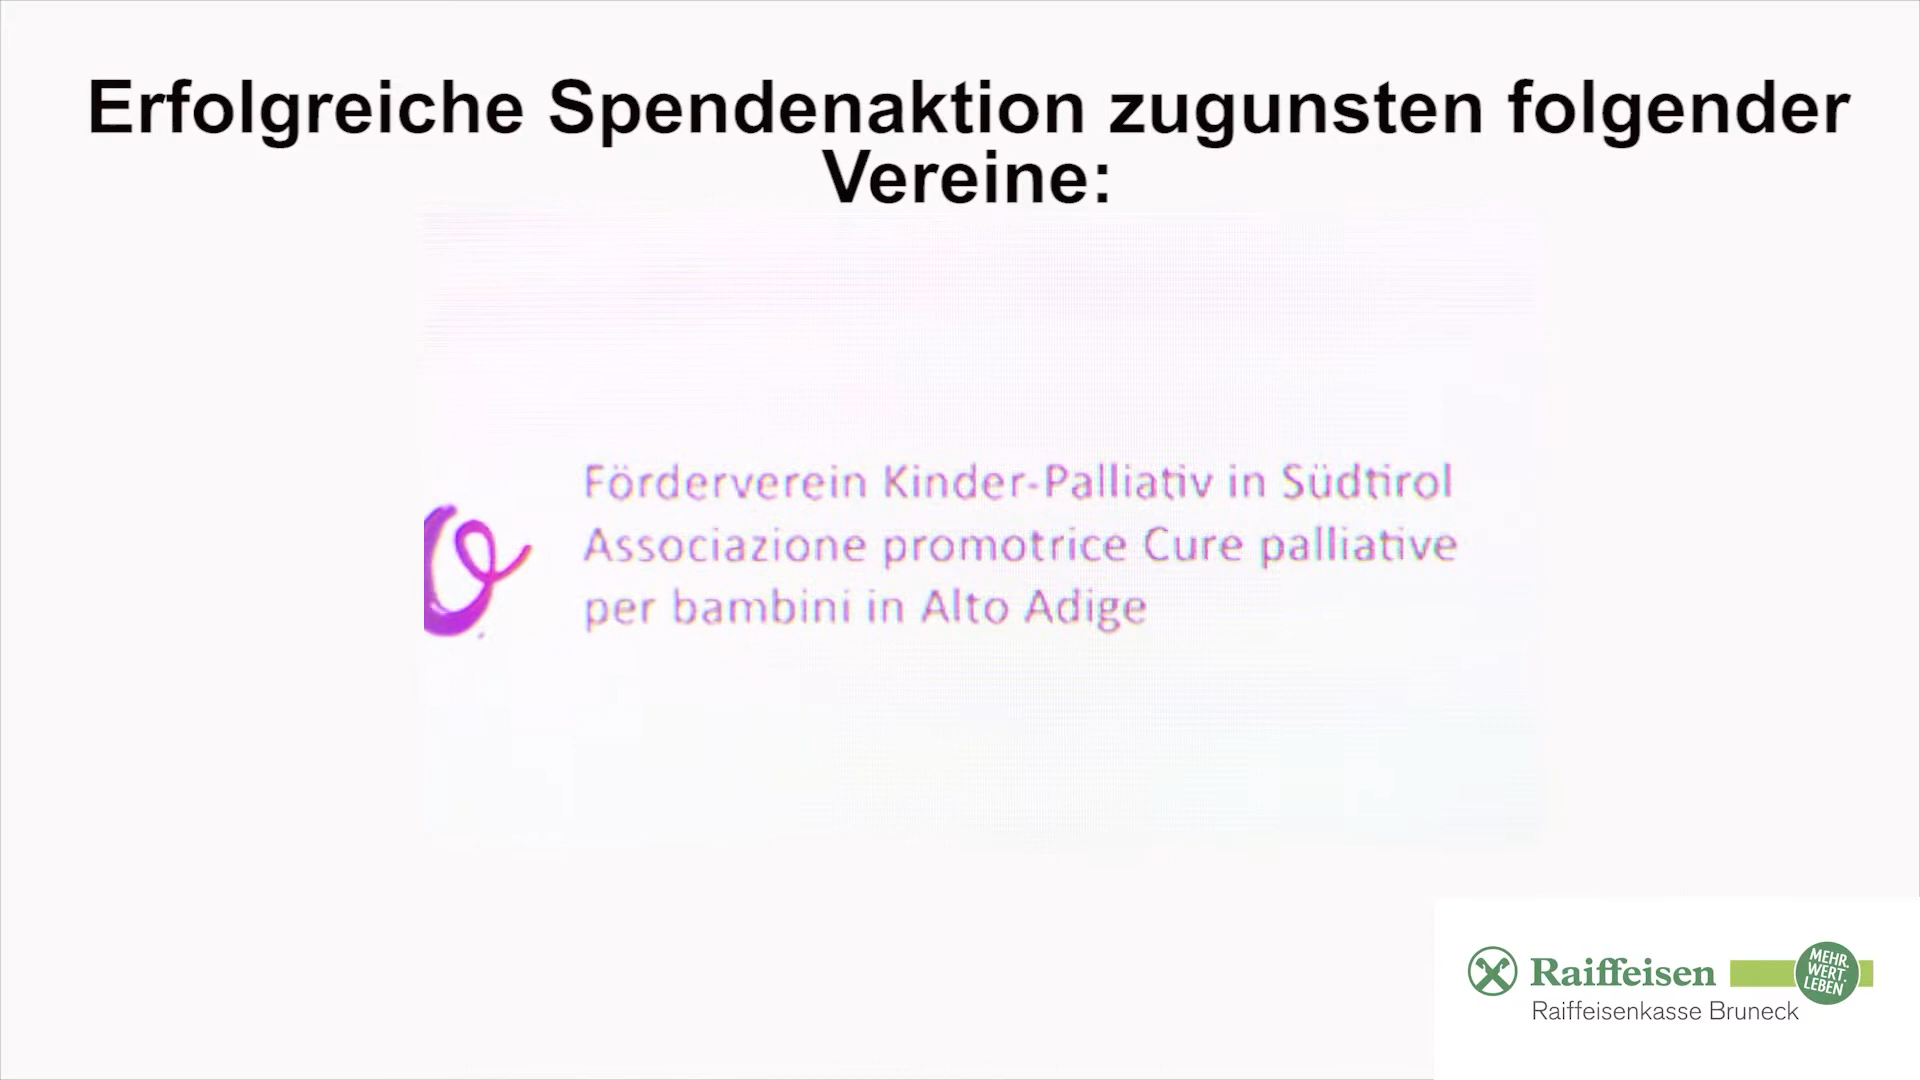 Erfolgreiche Spendenaktion zugunsten folgender
Vereine:
Förderverein Kinder-Palliativ in Südtirol
Associazione promotrice Cure palliative
per bambini in Alto Adige
Raiffeisen
MEHR.
WERT.
LEBEN
Raiffeisenkasse Bruneck